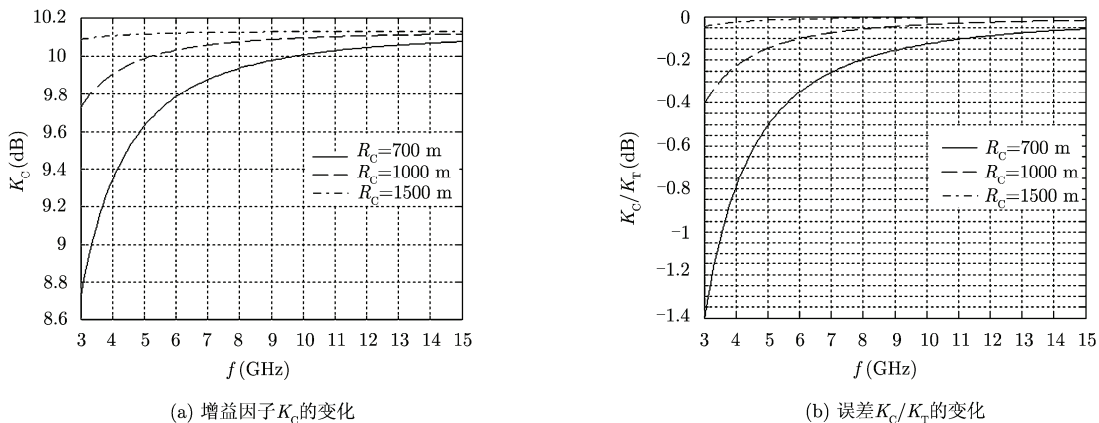 10.2
10
9.8
9.6
9.4
9.2
9
8.8
8.6
K_C (dB)
R_C=700 m
R_C=1000 m
R_C=1500 m
3 4 5 6 7 8 9 10 11 12 13 14 15
f (GHz)
(a) 增益因子K_C的变化
0
−0.2
−0.4
−0.6
−0.8
−1
−1.2
−1.4
K_C/K_T (dB)
R_C=700 m
R_C=1000 m
R_C=1500 m
3 4 5 6 7 8 9 10 11 12 13 14 15
f (GHz)
(b) 误差K_C/K_T的变化